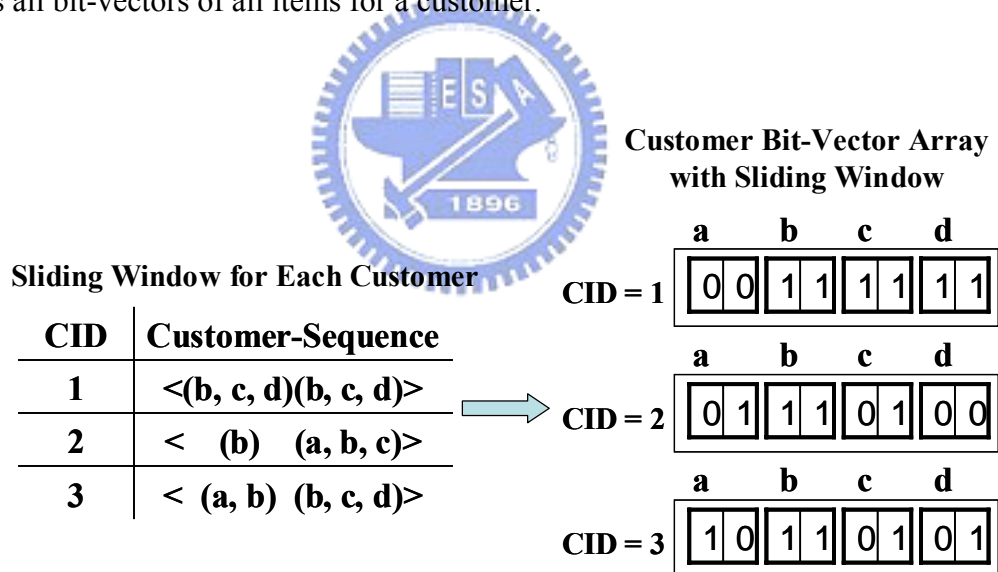 s all bit-vectors of all items for a customer.
E S A
1896
Customer Bit-Vector Array
with Sliding Window
Sliding Window for Each Customer
CID Customer-Sequence
1 <(b, c, d)(b, c, d)>
2 < (b) (a, b, c)>
3 < (a, b) (b, c, d)>
a b c d
CID = 1 0 0 1 1 1 1 1 1
a b c d
CID = 2 0 1 1 1 0 1 0 0
a b c d
CID = 3 1 0 1 1 0 1 0 1